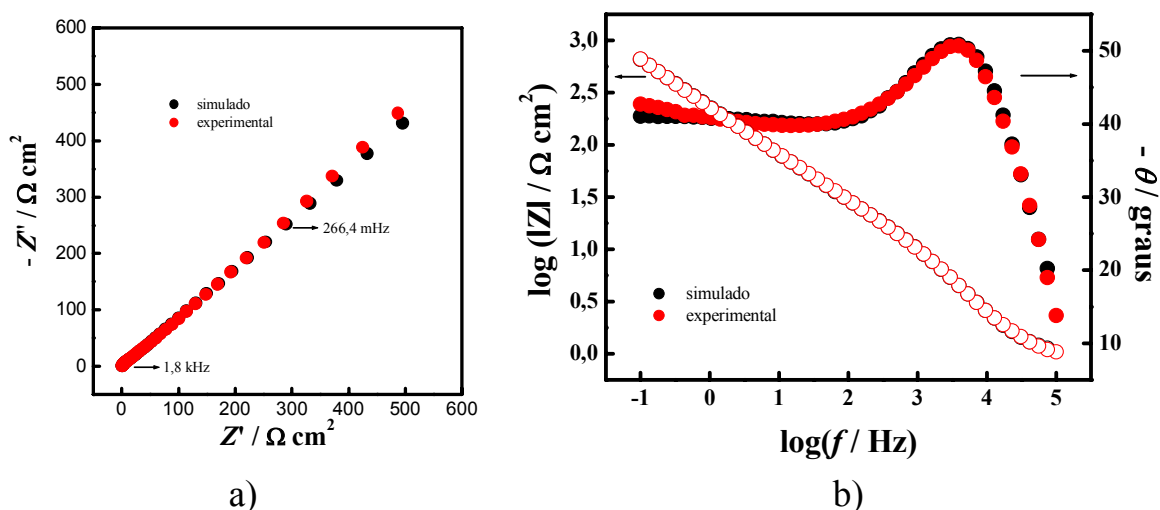 600
500
400
300
200
100
0
- Z'' / Ω cm²
simulado
experimental
266,4 mHz
1,8 kHz
0 100 200 300 400 500 600
Z' / Ω cm²
a)
3,0
2,5
2,0
1,5
1,0
0,5
0,0
log (|Z| / Ω cm²)
simulado
experimental
50
40
30
20
10
- θ / graus
-1 0 1 2 3 4 5
log(f / Hz)
b)